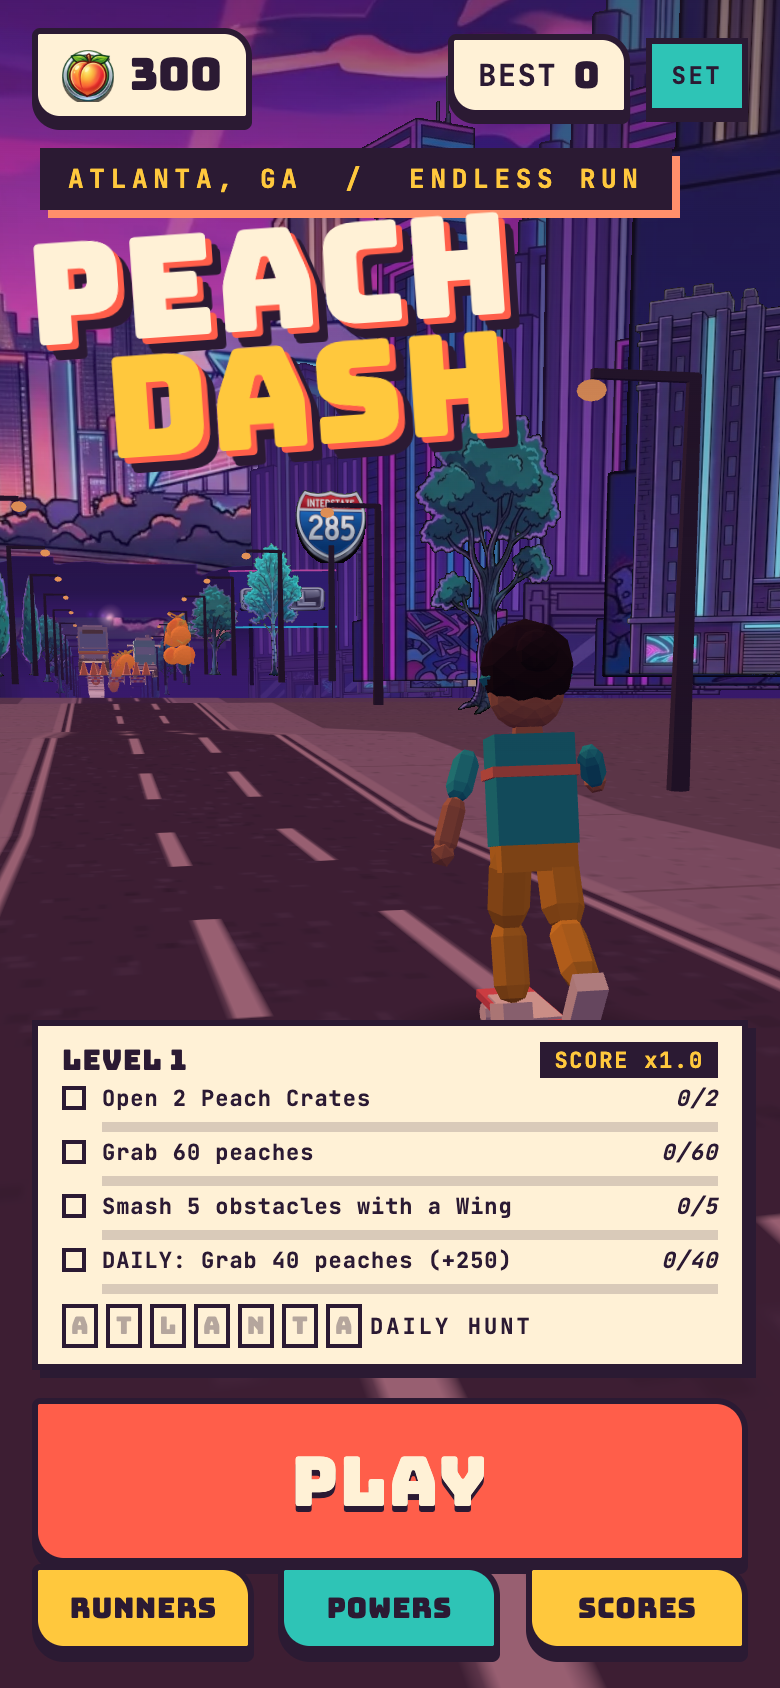 300
BEST 0
SET
ATLANTA, GA / ENDLESS RUN
PEACH
DASH
INTERSTATE
285
LEVEL 1
SCORE x1.0
Open 2 Peach Crates 0/2
Grab 60 peaches 0/60
Smash 5 obstacles with a Wing 0/5
DAILY: Grab 40 peaches (+250) 0/40
ATLANTA DAILY HUNT
PLAY
RUNNERS
POWERS
SCORES